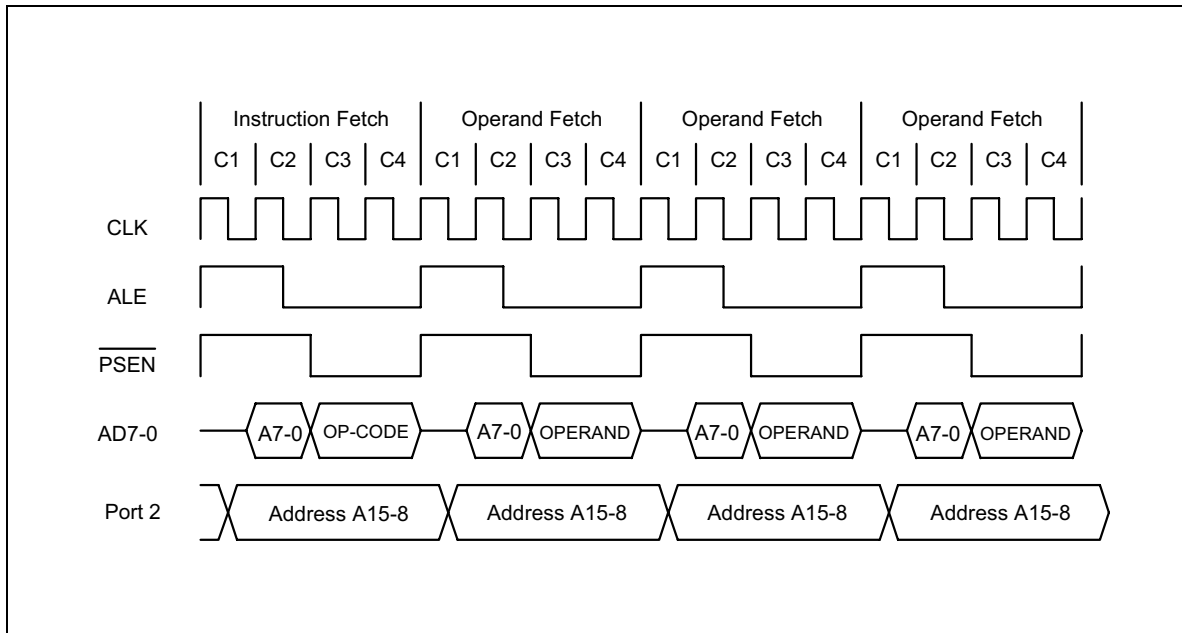 Instruction Fetch Operand Fetch Operand Fetch Operand Fetch
C1 C2 C3 C4 C1 C2 C3 C4 C1 C2 C3 C4 C1 C2 C3 C4
CLK
ALE
PSEN
AD7-0 A7-0 OP-CODE A7-0 OPERAND A7-0 OPERAND A7-0 OPERAND
Port 2 Address A15-8 Address A15-8 Address A15-8 Address A15-8